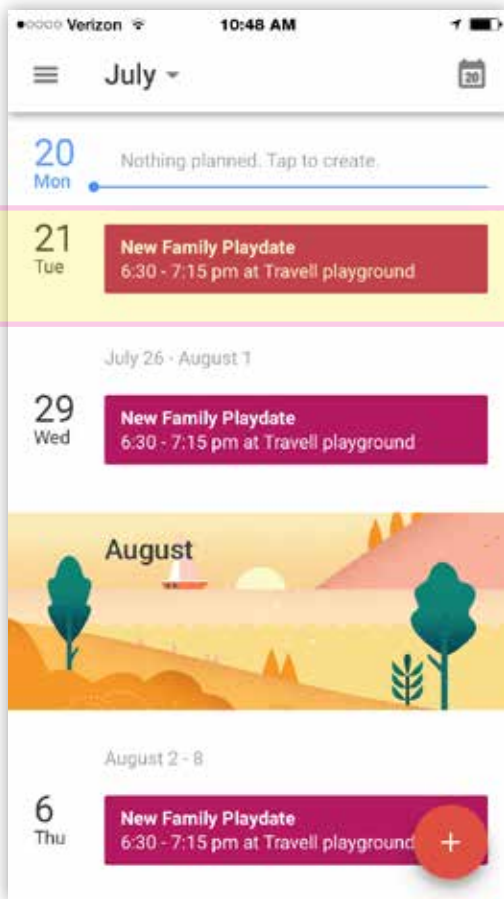 Verizon 10:48 AM
July 20
20 Nothing planned. Tap to create.
Mon
21 New Family Playdate
Tue 6:30 - 7:15 pm at Travell playground
July 26 - August 1
29 New Family Playdate
Wed 6:30 - 7:15 pm at Travell playground
August
August 2 - 8
6 New Family Playdate
Thu 6:30 - 7:15 pm at Travell playground +